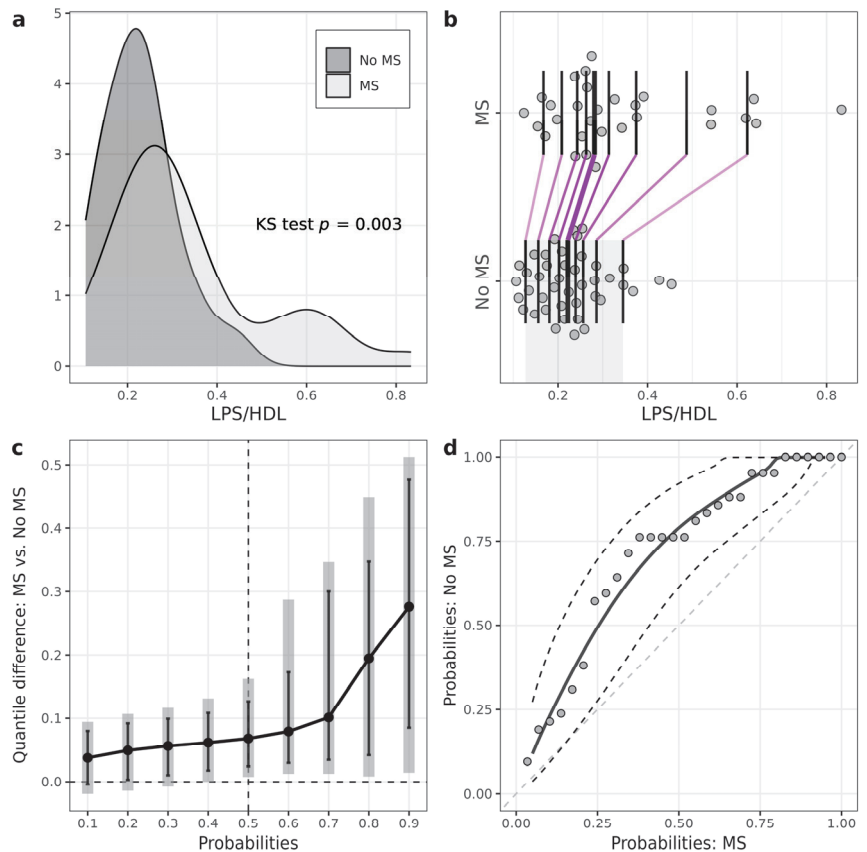 a
5
4
3
2
1
0
No MS
MS
KS test p = 0.003
0.2
0.4
0.6
0.8
LPS/HDL
b
MS
No MS
0.2
0.4
0.6
0.8
LPS/HDL
c
Quantile difference: MS vs. No MS
0.5
0.4
0.3
0.2
0.1
0.0
0.1
0.2
0.3
0.4
0.5
0.6
0.7
0.8
0.9
Probabilities
d
Probabilities: No MS
1.00
0.75
0.50
0.25
0.00
0.00
0.25
0.50
0.75
1.00
Probabilities: MS